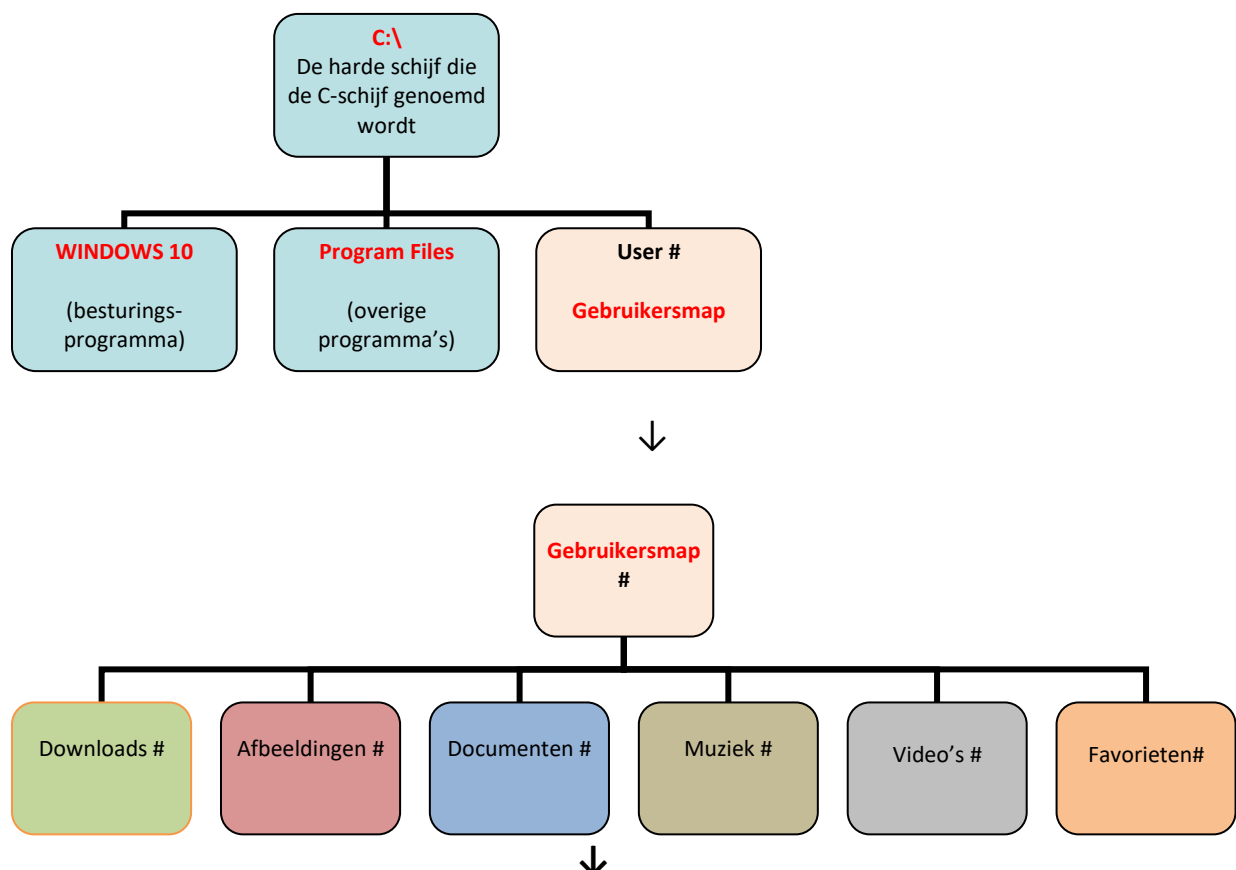 C:\
De harde schijf die
de C-schijf genoemd
wordt
WINDOWS 10
(besturings-
programma)
Program Files
(overige
programma’s)
User #
Gebruikersmap
Gebruikersmap
#
Downloads #
Afbeeldingen #
Documenten #
Muziek #
Video’s #
Favorieten#